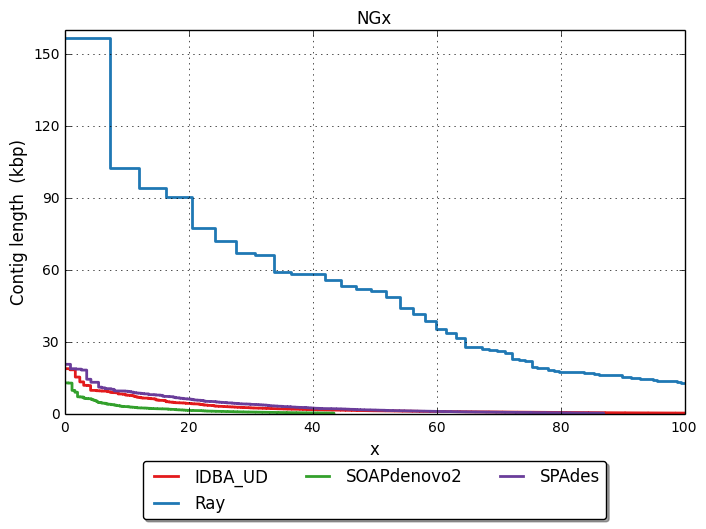 NGx
150
120
90
60
30
0
Contig length (kbp)
0 20 40 60 80 100
x
IDBA_UD SOAPdenovo2 SPAdes
Ray